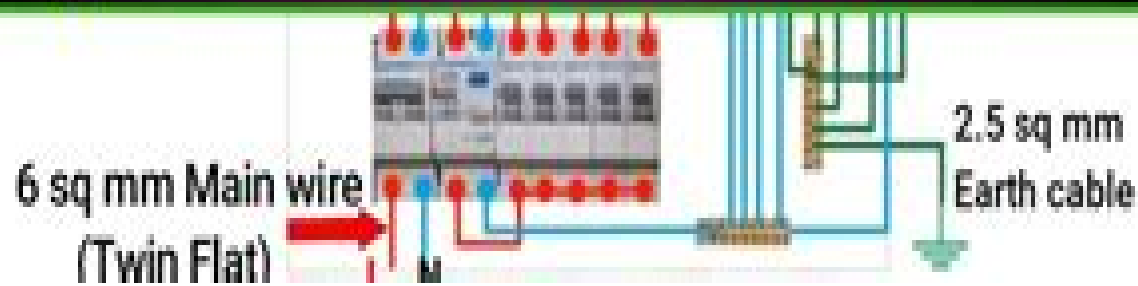 2.5 sq mm
Earth cable
6 sq mm Main wire
(Twin Flat)
N